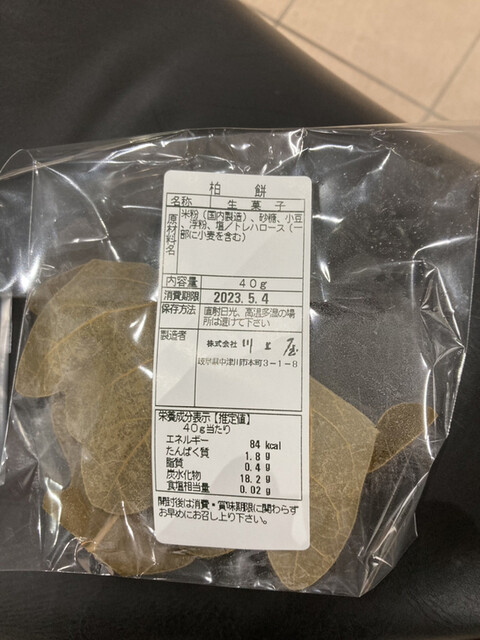 柏餅
名称 生菓子
原材料名 米粉(国内製造)、砂糖、小豆
、浮粉、塩/トレハロース(一
部に小麦を含む)
内容量 40g
消費期限 2023.5.4
保存方法 直射日光、高温多湿の場
所は避けて下さい
製造者 株式会社 川上屋
岐阜県中津川市本町3-1-8
栄養成分表示【推定値】
40g当たり
エネルギー 84kcal
たんぱく質 1.8g
脂質 0.4g
炭水化物 18.2g
食塩相当量 0.02g
開封後は消費・賞味期限に関わらず
お早めにお召し上り下さい。